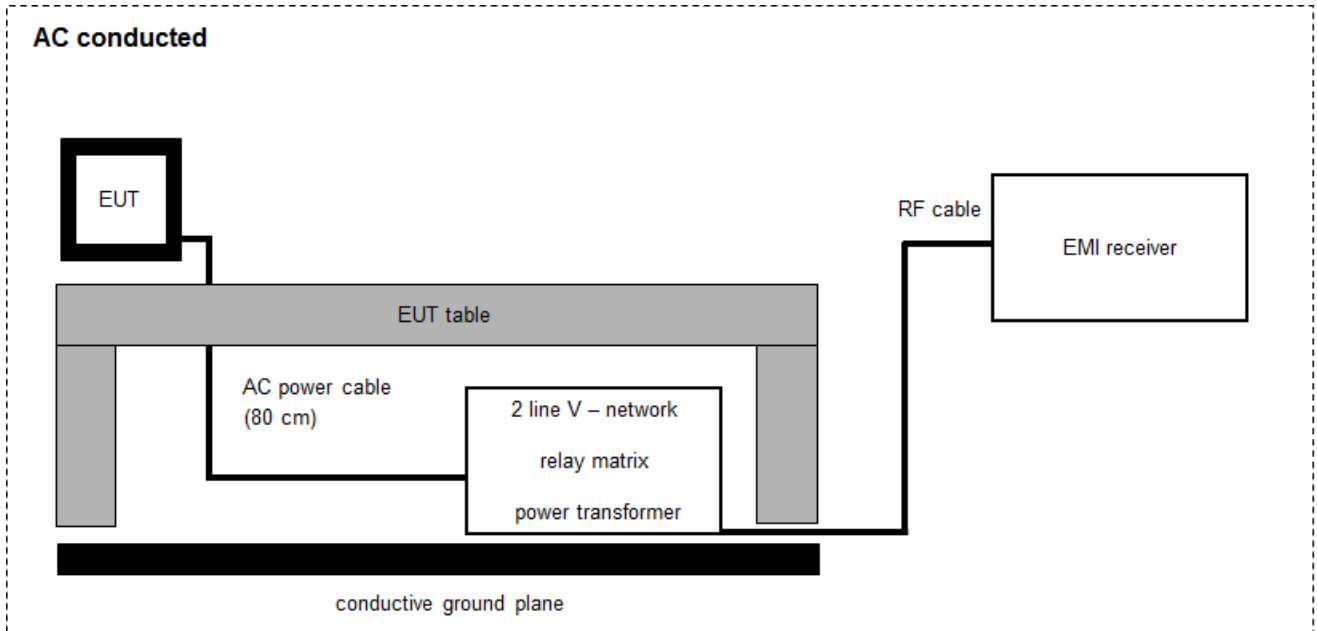 AC conducted
EUT
RF cable
EMI receiver
EUT table
AC power cable
(80 cm)
2 line V – network
relay matrix
power transformer
conductive ground plane